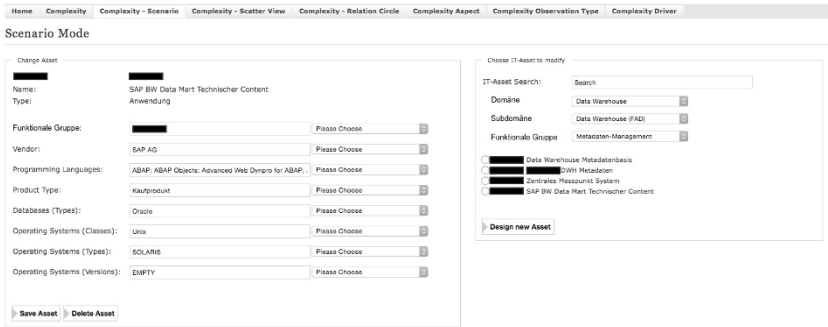 Home Complexity Complexity - Scenario Complexity - Scatter View Complexity - Relation Circle Complexity Aspect Complexity Observation Type Complexity Driver
Scenario Mode
Change Asset
Name: SAP BW Data Mart Technischer Content
Type: Anwendung
Funktionale Gruppe: Please Choose
Vendor: SAP AG Please Choose
Programming Languages: ABAP; ABAP Objects; Advanced Web Dynpro for ABAP; Please Choose
Product Type: Kaufprodukt Please Choose
Databases (Types): Oracle Please Choose
Operating Systems (Classes): Unix Please Choose
Operating Systems (Types): SOLARIS Please Choose
Operating Systems (Versions): EMPTY Please Choose
Save Asset Delete Asset
Choose IT-Asset to modify
IT-Asset Search: Search
Domäne Data Warehouse
Subdomäne Data Warehouse (FAD)
Funktionale Gruppe Metadaten-Management
Data Warehouse Metadatenbasis
DWH Metadaten
Zentrales Messpunkt System
SAP BW Data Mart Technischer Content
Design new Asset